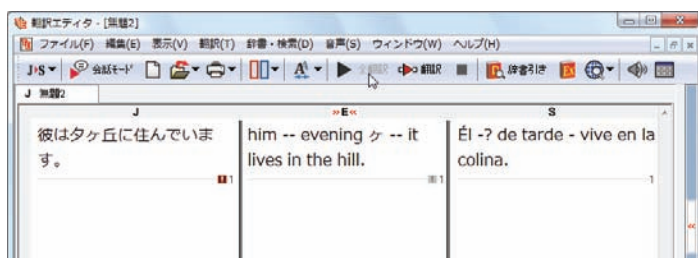 翻訳エディタ - [無題2]
ファイル(F) 編集(E) 表示(V) 翻訳(T) 辞書・検索(D) 音声(S) ウィンドウ(W) ヘルプ(H)
J›S 会話モード 翻訳 辞書引き
J 無題2
J »E« S
彼は夕ヶ丘に住んでいま
す。
1
him -- evening ヶ -- it
lives in the hill.
1
Él -? de tarde - vive en la
colina.
1